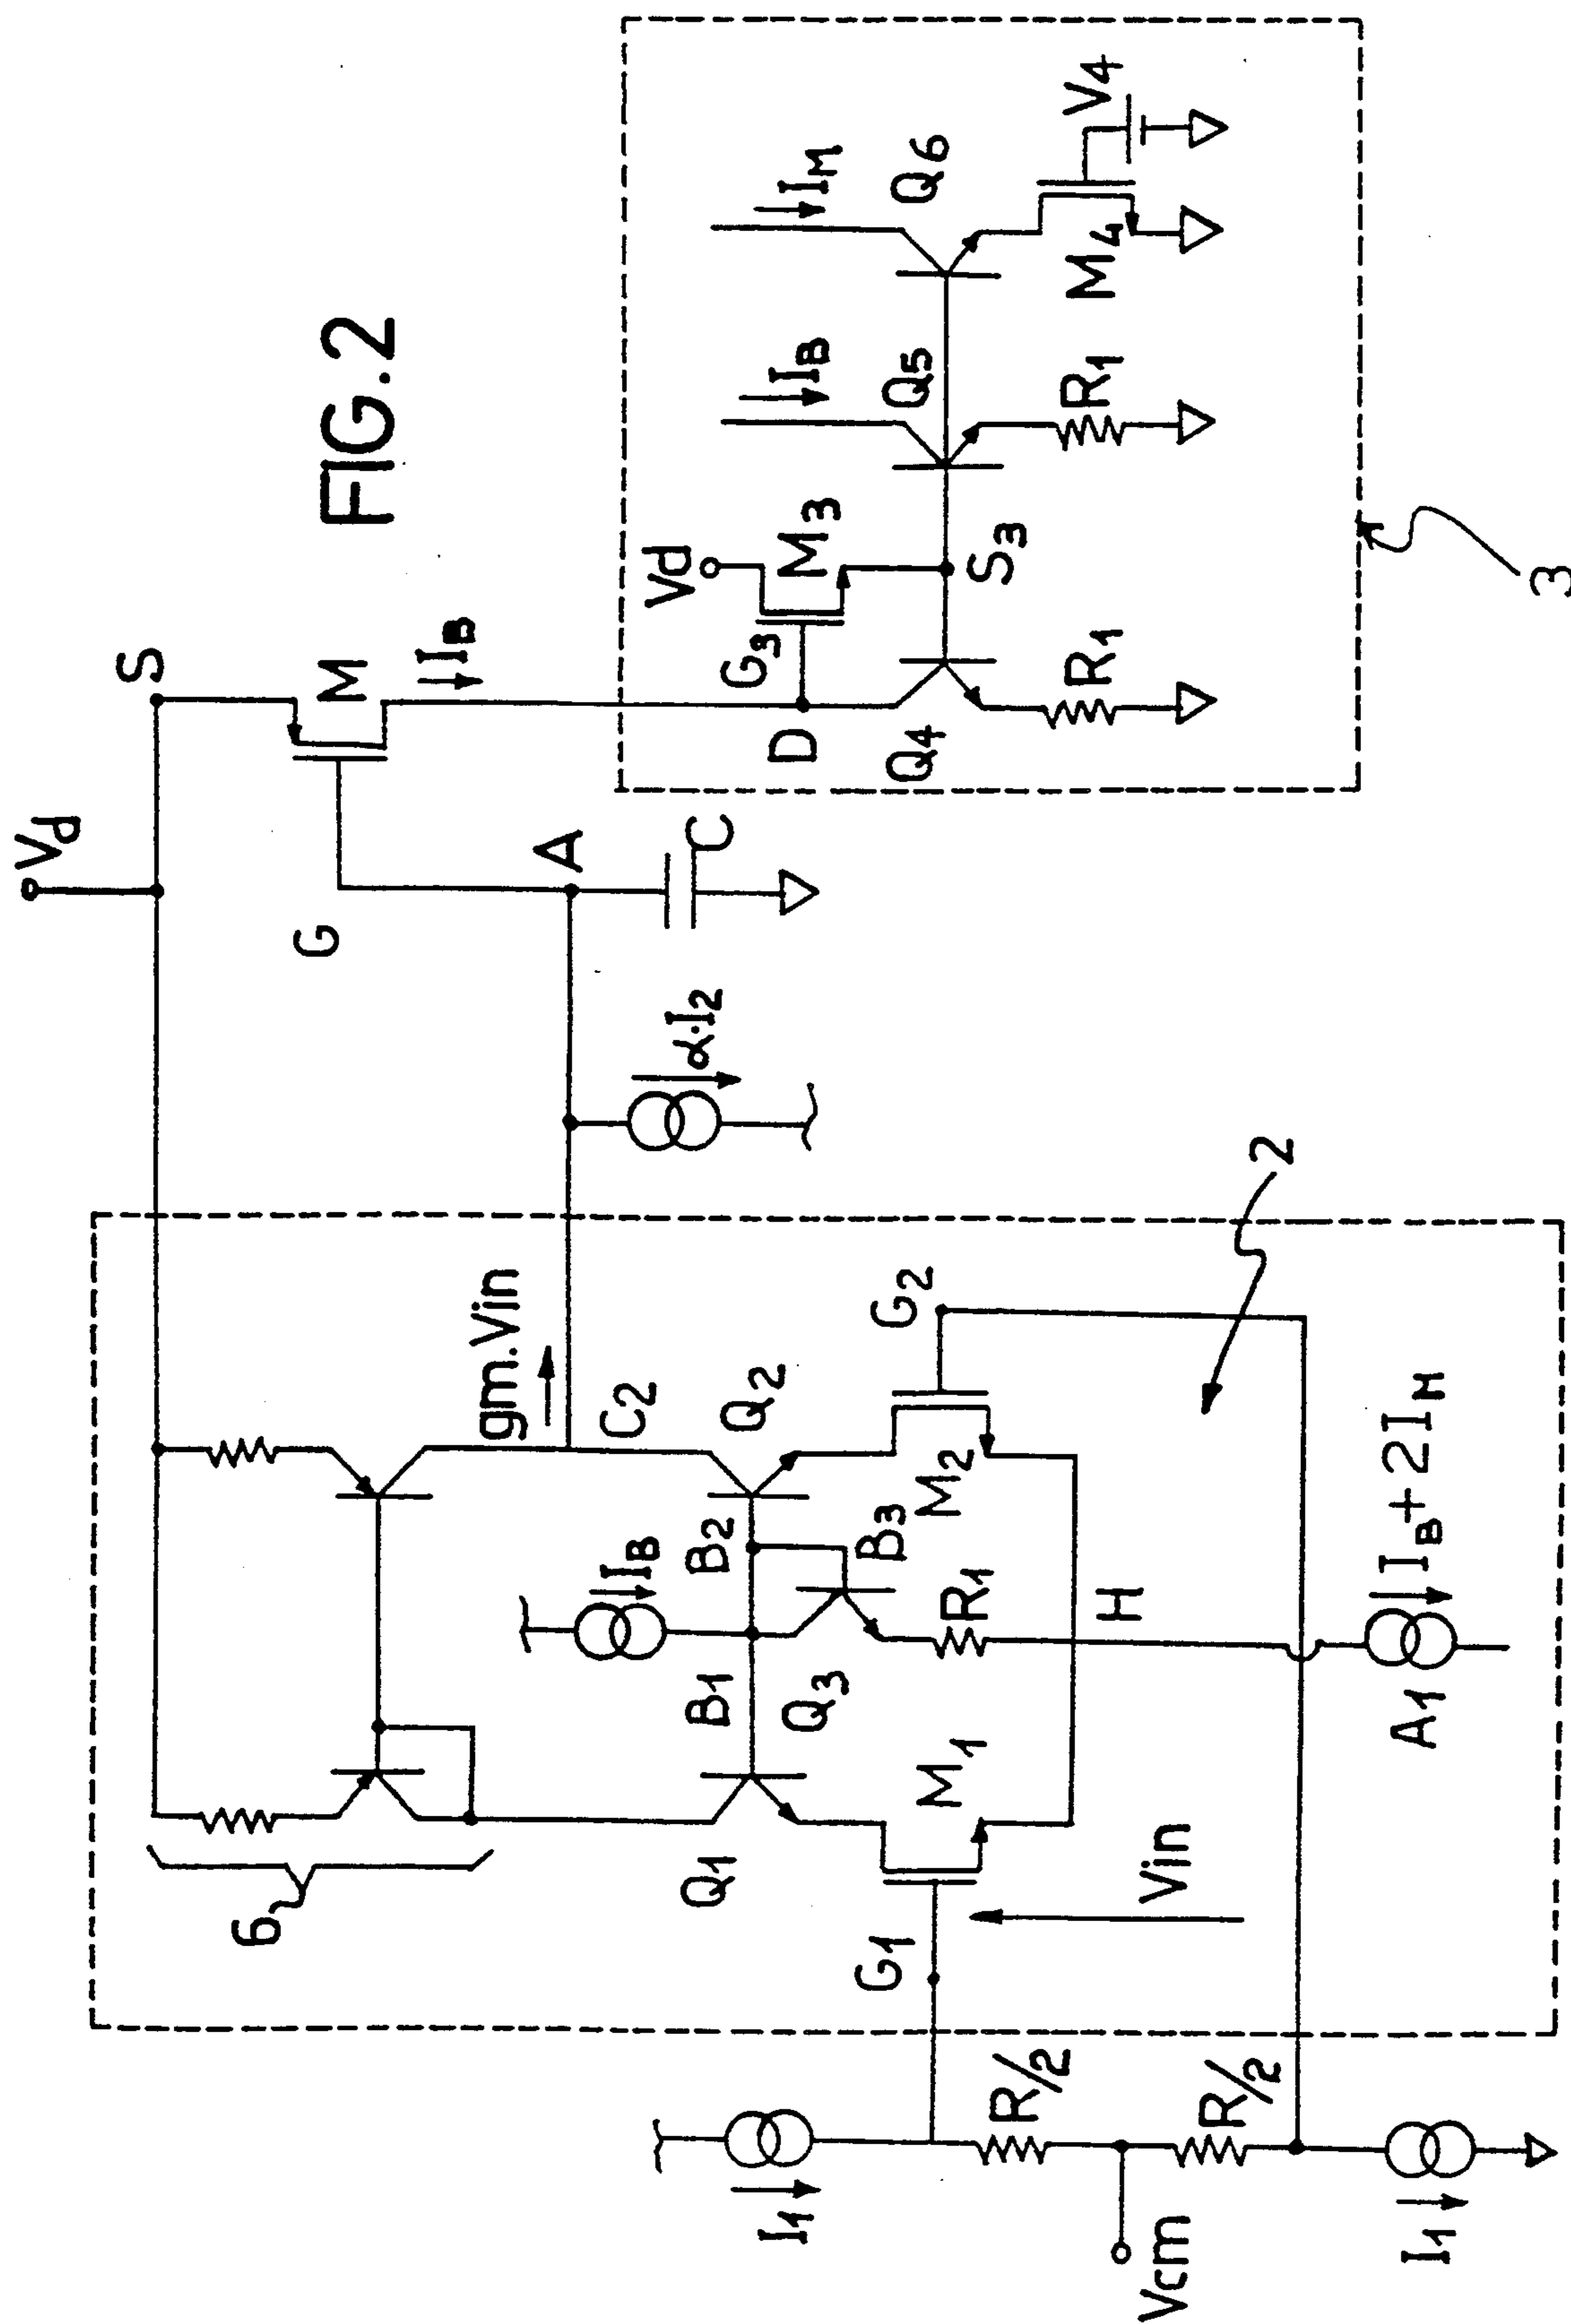 FIG.2
Vd
S
M
IB
G
A
C
α·I2
D
G3
Vd
M3
S3
Q4
R1
IB
Q5
R1
IM
Q6
M4
V4
3
6
gm.Vin
C2
IB
B1
B2
Q1
Q2
Q3
B3
R1
M1
M2
G1
G2
H
Vin
2
A1
IB+2IM
I1
R/2
Vcm
R/2
I1